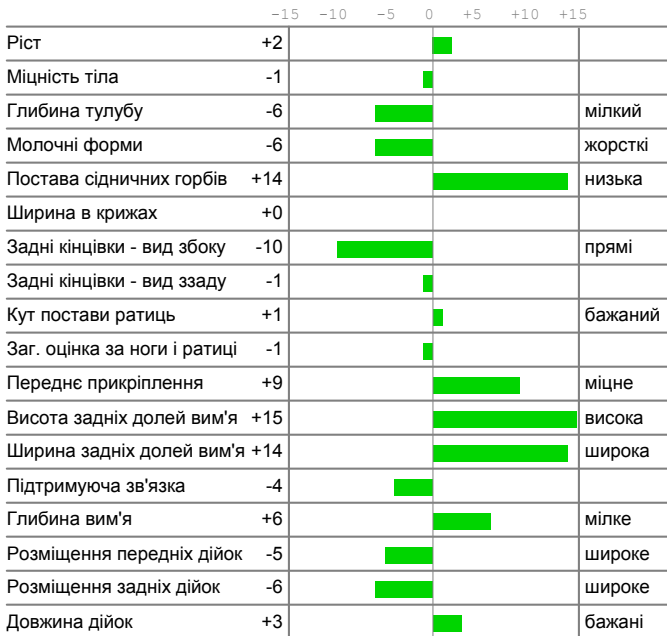 -15 -10 -5 0 +5 +10 +15
Ріст +2
Міцність тіла -1
Глибина тулубу -6 мілкий
Молочні форми -6 жорсткі
Постава сідничних горбів +14 низька
Ширина в крижах +0
Задні кінцівки - вид збоку -10 прямі
Задні кінцівки - вид ззаду -1
Кут постави ратиць +1 бажаний
Заг. оцінка за ноги і ратиці -1
Переднє прикріплення +9 міцне
Висота задніх долей вим'я +15 висока
Ширина задніх долей вим'я +14 широка
Підтримуюча зв'язка -4
Глибина вим'я +6 мілке
Розміщення передніх дійок -5 широке
Розміщення задніх дійок -6 широке
Довжина дійок +3 бажані